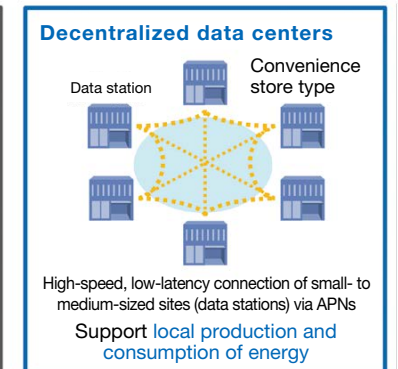 Decentralized data centers
Data station
Convenience
store type
High-speed, low-latency connection of small- to
medium-sized sites (data stations) via APNs
Support local production and
consumption of energy